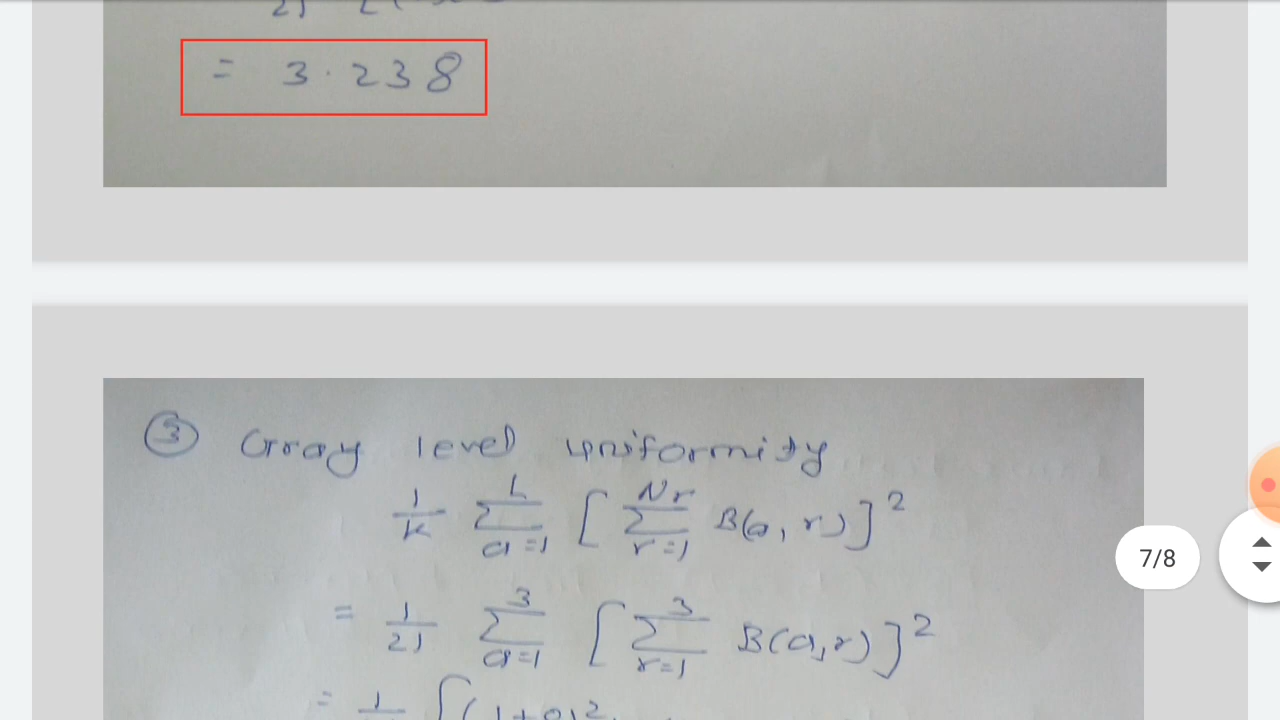 = 3.238
③ Gray level uniformity
1/K Σ_{a=1}^{L} [ Σ_{r=1}^{Nr} B(a, r) ]²
= 1/21 Σ_{a=1}^{3} [ Σ_{r=1}^{3} B(a,r) ]²
7/8